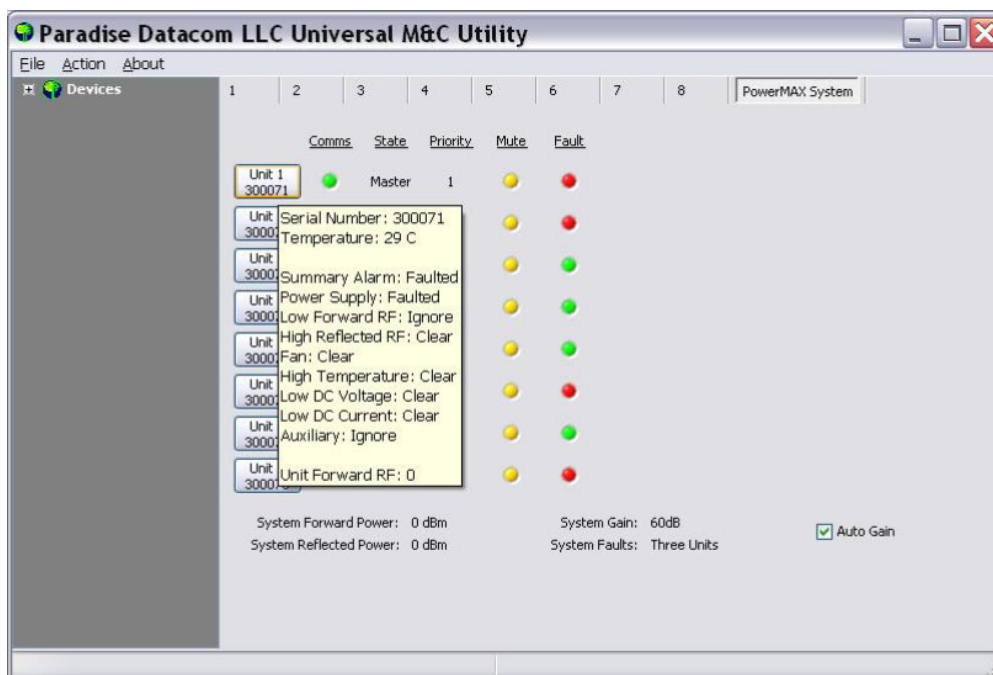 Paradise Datacom LLC Universal M&C Utility
File Action About
Devices
1 2 3 4 5 6 7 8 PowerMAX System
Comms State Priority Mute Fault
Unit 1
300071
Master 1
Unit
Serial Number: 300071
Temperature: 29 C
Unit
Summary Alarm: Faulted
Unit
Power Supply: Faulted
Low Forward RF: Ignore
Unit
High Reflected RF: Clear
Fan: Clear
Unit
High Temperature: Clear
Low DC Voltage: Clear
Unit
Low DC Current: Clear
Auxiliary: Ignore
Unit
Unit Forward RF: 0
System Forward Power: 0 dBm System Gain: 60dB
Auto Gain
System Reflected Power: 0 dBm System Faults: Three Units